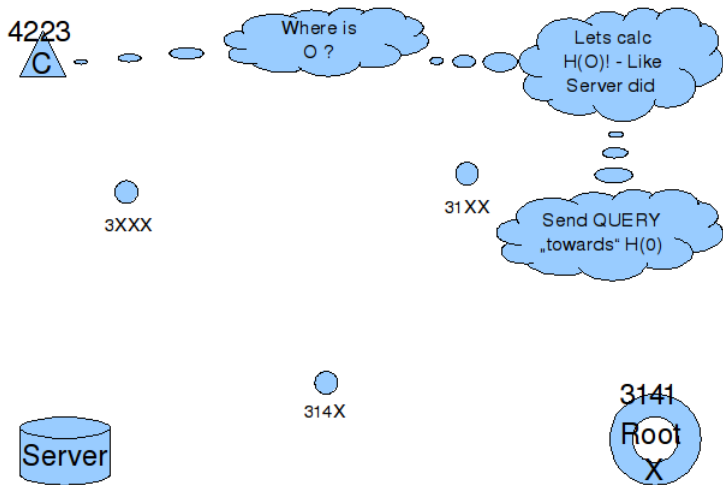 4223
C
Where is
O ?
Lets calc
H(O)! - Like
Server did
3XXX
31XX
Send QUERY
„towards“ H(0)
314X
Server
3141
Root
X